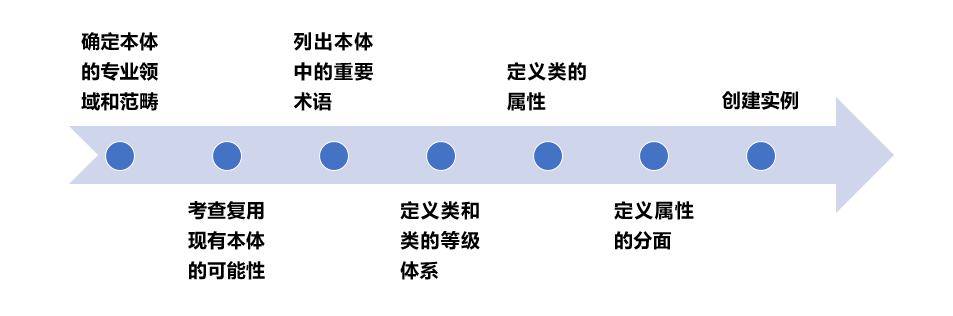 确定本体
的专业领
域和范畴
考查复用
现有本体
的可能性
列出本体
中的重要
术语
定义类和
类的等级
体系
定义类的
属性
定义属性
的分面
创建实例